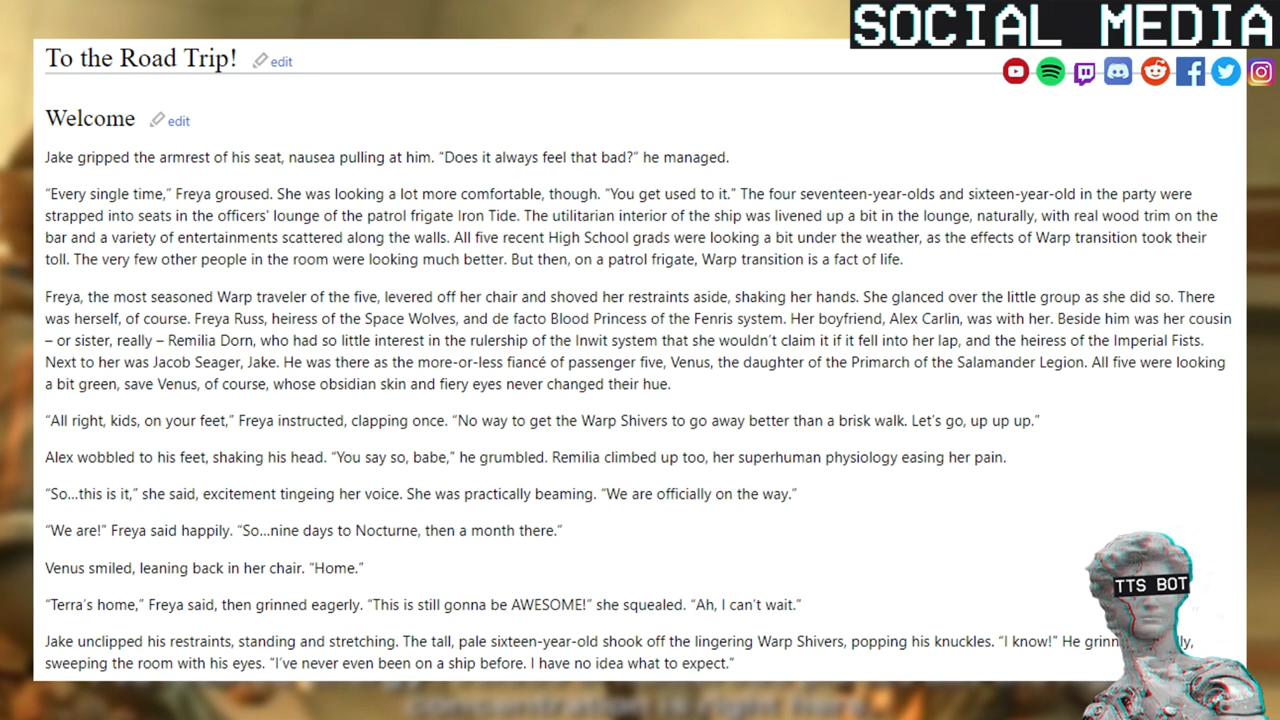 SOCIAL MEDIA
To the Road Trip! edit
Welcome edit
Jake gripped the armrest of his seat, nausea pulling at him. “Does it always feel that bad?” he managed.
“Every single time,” Freya groused. She was looking a lot more comfortable, though. “You get used to it.” The four seventeen-year-olds and sixteen-year-old in the party were
strapped into seats in the officers' lounge of the patrol frigate Iron Tide. The utilitarian interior of the ship was livened up a bit in the lounge, naturally, with real wood trim on the
bar and a variety of entertainments scattered along the walls. All five recent High School grads were looking a bit under the weather, as the effects of Warp transition took their
toll. The very few other people in the room were looking much better. But then, on a patrol frigate, Warp transition is a fact of life.
Freya, the most seasoned Warp traveler of the five, levered off her chair and shoved her restraints aside, shaking her hands. She glanced over the little group as she did so. There
was herself, of course. Freya Russ, heiress of the Space Wolves, and de facto Blood Princess of the Fenris system. Her boyfriend, Alex Carlin, was with her. Beside him was her cousin
– or sister, really – Remilia Dorn, who had so little interest in the rulership of the Inwit system that she wouldn’t claim it if it fell into her lap, and the heiress of the Imperial Fists.
Next to her was Jacob Seager, Jake. He was there as the more-or-less fiancé of passenger five, Venus, the daughter of the Primarch of the Salamander Legion. All five were looking
a bit green, save Venus, of course, whose obsidian skin and fiery eyes never changed their hue.
“All right, kids, on your feet,” Freya instructed, clapping once. “No way to get the Warp Shivers to go away better than a brisk walk. Let’s go, up up up.”
Alex wobbled to his feet, shaking his head. “You say so, babe,” he grumbled. Remilia climbed up too, her superhuman physiology easing her pain.
“So…this is it,” she said, excitement tingeing her voice. She was practically beaming. “We are officially on the way.”
“We are!” Freya said happily. “So…nine days to Nocturne, then a month there.”
Venus smiled, leaning back in her chair. “Home.”
“Terra’s home,” Freya said, then grinned eagerly. “This is still gonna be AWESOME!” she squealed. “Ah, I can’t wait.”
TTS BOT
Jake unclipped his restraints, standing and stretching. The tall, pale sixteen-year-old shook off the lingering Warp Shivers, popping his knuckles. “I know!” He
sweeping the room with his eyes. “I’ve never even been on a ship before. I have no idea what to expect.”